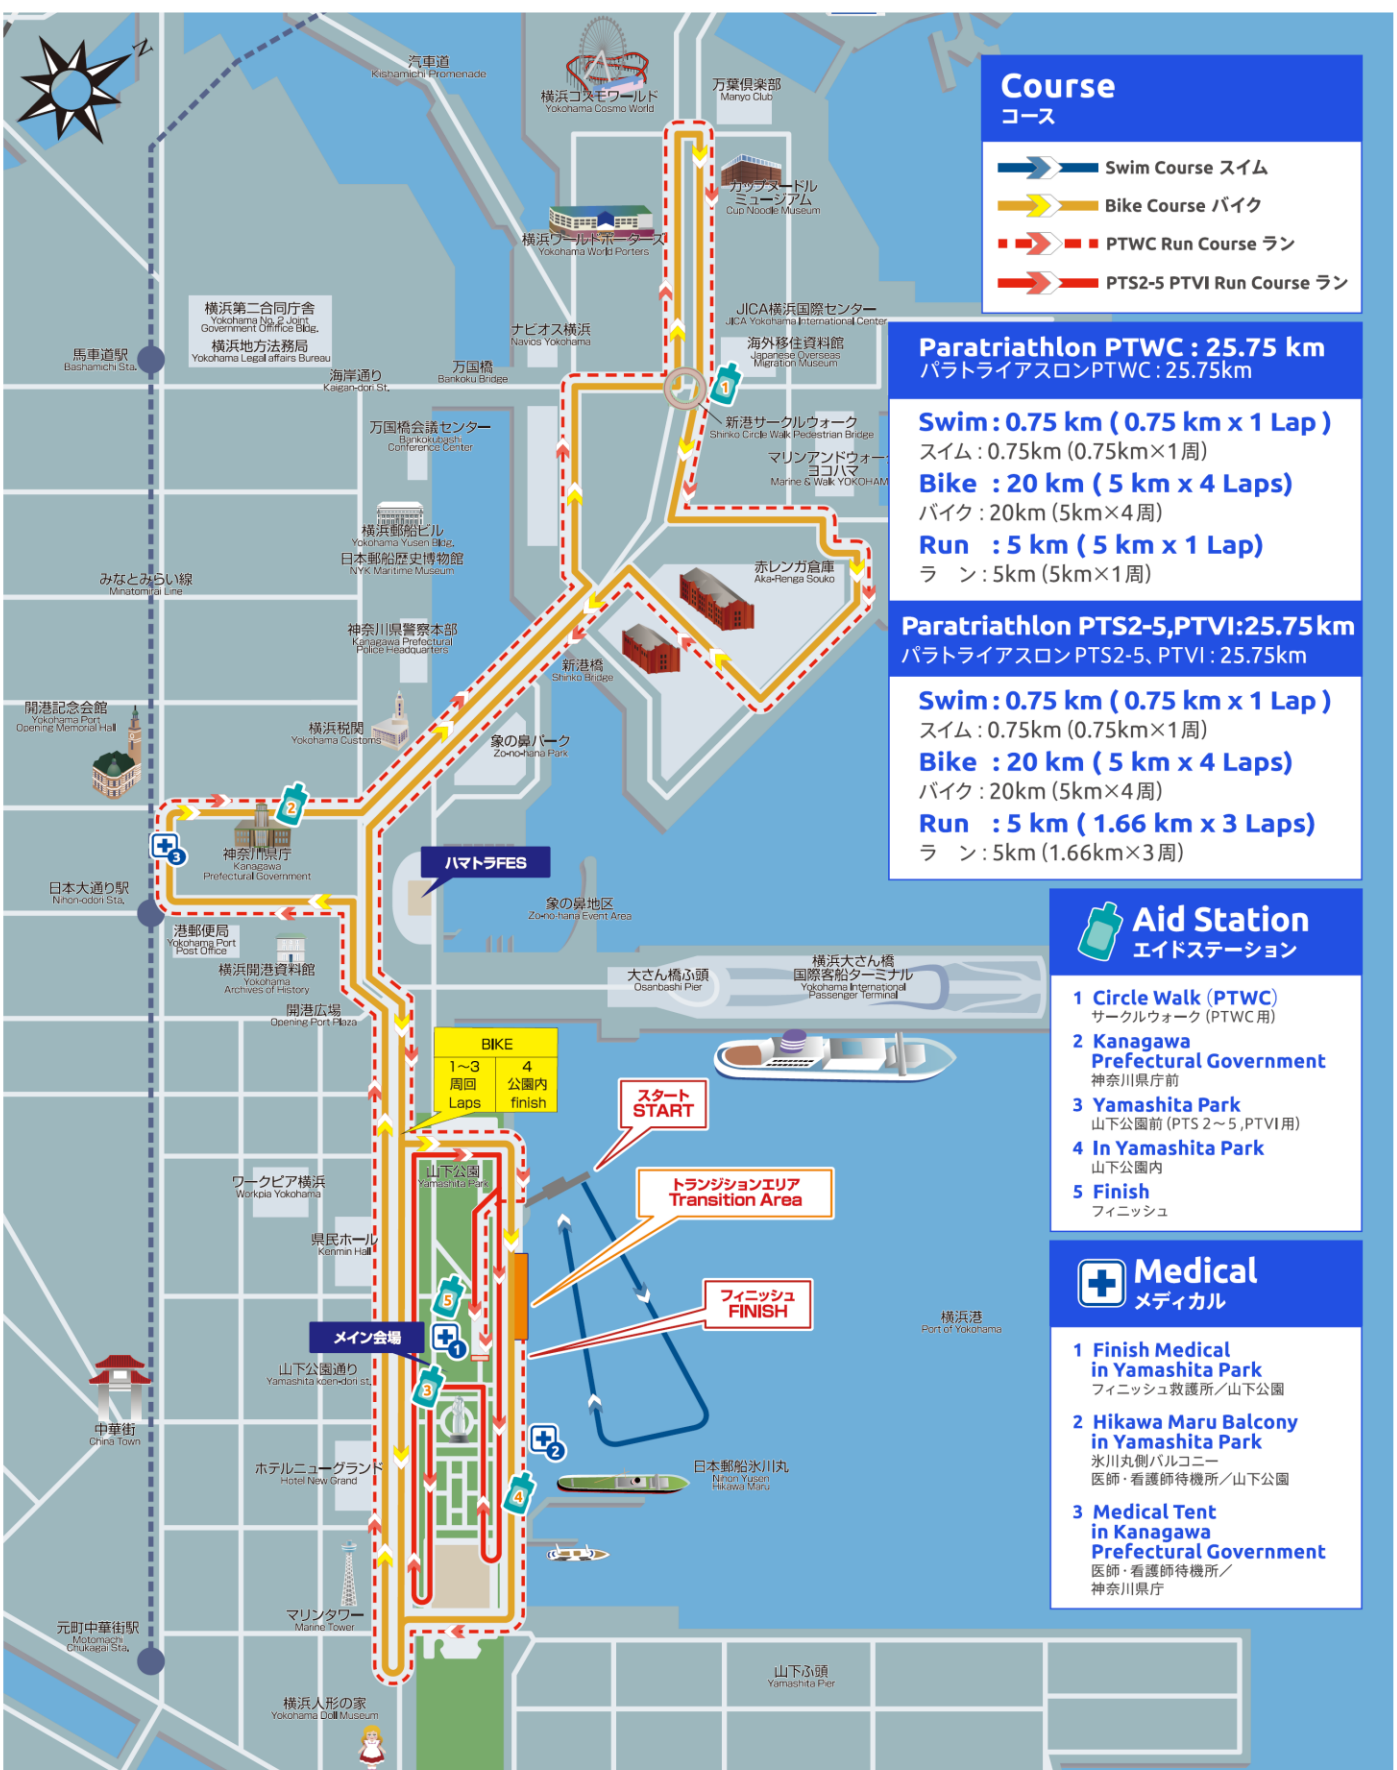 N
汽車道
Kishamichi Promenade
横浜コスモワールド
Yokohama Cosmo World
万葉倶楽部
Manyo Club
カップヌードル
ミュージアム
Cup Noodle Museum
横浜ワールドポーターズ
Yokohama World Porters
横浜第二合同庁舎
Yokohama No. 2 Joint
Government Offiffice Bldg.
横浜地方法務局
Yokohama Legal affairs Bureau
馬車道駅
Bashamichi Sta.
ナビオス横浜
Navios Yokohama
JICA横浜国際センター
JICA Yokohama International Center
海外移住資料館
Japanese Overseas
Migration Museum
海岸通り
Kaigan-dori St.
万国橋
Bankoku Bridge
1
新港サークルウォーク
Shinko Circle Walk Pedestrian Bridge
万国橋会議センター
Bankokubashi
Conference Center
マリンアンドウォーク
ヨコハマ
Marine & Walk YOKOHAM
横浜郵船ビル
Yokohama Yusen Bldg.
日本郵船歴史博物館
NYK Maritime Museum
みなとみらい線
Minatomirai Line
赤レンガ倉庫
Aka-Renga Souko
神奈川県警察本部
Kanagawa Prefectural
Police Headquarters
新港橋
Shinko Bridge
開港記念会館
Yokohama Port
Opening Memorial Hall
横浜税関
Yokohama Customs
象の鼻パーク
Zo-no-hana Park
2
3
神奈川県庁
Kanagawa
Prefectural Government
ハマトラFES
日本大通り駅
Nihon-odori Sta.
象の鼻地区
Zo-no-hana Event Area
港郵便局
Yokohama Port
Post Office
横浜開港資料館
Yokohama
Archives of History
大さん橋ふ頭
Osanbashi Pier
横浜大さん橋
国際客船ターミナル
Yokohama International
Passenger Terminal
開港広場
Opening Port Plaza
BIKE
1〜3
周回
Laps
4
公園内
finish
スタート
START
山下公園
Yamashita Park
ワークピア横浜
Workpia Yokohama
トランジションエリア
Transition Area
県民ホール
Kenmin Hall
5
フィニッシュ
FINISH
横浜港
Port of Yokohama
メイン会場
1
山下公園通り
Yamashita koen-dori st.
3
中華街
China Town
2
ホテルニューグランド
Hotel New Grand
日本郵船氷川丸
Nihon Yusen
Hikawa Maru
4
マリンタワー
Marine Tower
元町中華街駅
Motomachi
Chukagai Sta.
山下ふ頭
Yamashita Pier
横浜人形の家
Yokohama Doll Museum
Course
コース
Swim Course スイム
Bike Course バイク
PTWC Run Course ラン
PTS2-5 PTVI Run Course ラン
Paratriathlon PTWC : 25.75 km
パラトライアスロンPTWC : 25.75km
Swim : 0.75 km ( 0.75 km x 1 Lap )
スイム : 0.75km (0.75km×1周)
Bike : 20 km ( 5 km x 4 Laps)
バイク : 20km (5km×4周)
Run : 5 km ( 5 km x 1 Lap)
ラ ン : 5km (5km×1周)
Paratriathlon PTS2-5,PTVI:25.75km
パラトライアスロン PTS2-5、PTVI : 25.75km
Swim : 0.75 km ( 0.75 km x 1 Lap )
スイム : 0.75km (0.75km×1周)
Bike : 20 km ( 5 km x 4 Laps)
バイク : 20km (5km×4周)
Run : 5 km ( 1.66 km x 3 Laps)
ラ ン : 5km (1.66km×3周)
Aid Station
エイドステーション
1 Circle Walk (PTWC)
サークルウォーク (PTWC用)
2 Kanagawa
Prefectural Government
神奈川県庁前
3 Yamashita Park
山下公園前 (PTS 2〜5 ,PTVI用)
4 In Yamashita Park
山下公園内
5 Finish
フィニッシュ
Medical
メディカル
1 Finish Medical
in Yamashita Park
フィニッシュ救護所／山下公園
2 Hikawa Maru Balcony
in Yamashita Park
氷川丸側バルコニー
医師・看護師待機所／山下公園
3 Medical Tent
in Kanagawa
Prefectural Government
医師・看護師待機所／
神奈川県庁